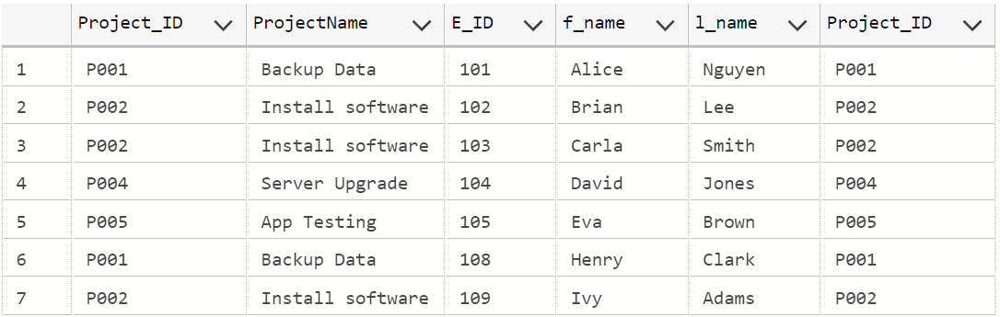 Project_ID ProjectName E_ID f_name l_name Project_ID
1 P001 Backup Data 101 Alice Nguyen P001
2 P002 Install software 102 Brian Lee P002
3 P002 Install software 103 Carla Smith P002
4 P004 Server Upgrade 104 David Jones P004
5 P005 App Testing 105 Eva Brown P005
6 P001 Backup Data 108 Henry Clark P001
7 P002 Install software 109 Ivy Adams P002